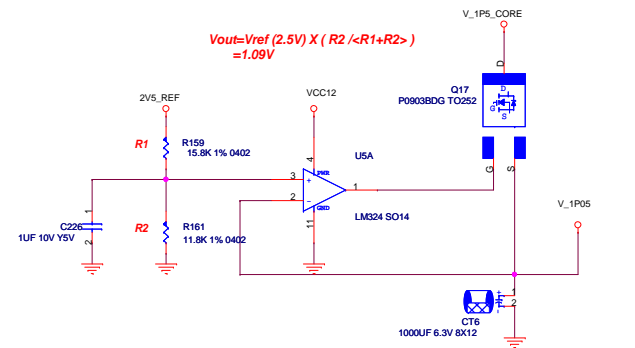 V_1P5_CORE
Vout=Vref (2.5V) X ( R2 /<R1+R2> )
=1.09V
D
Q17
P0903BDG TO252
D
G
S
2V5_REF
VCC12
R1
R159
15.8K 1% 0402
U5A
4
PWR
G
S
3
+
1
2
-
GND
LM324 SO14
11
V_1P05
1
C226
1UF 10V Y5V
2
R2
R161
11.8K 1% 0402
+
1
2
-
CT6
1000UF 6.3V 8X12